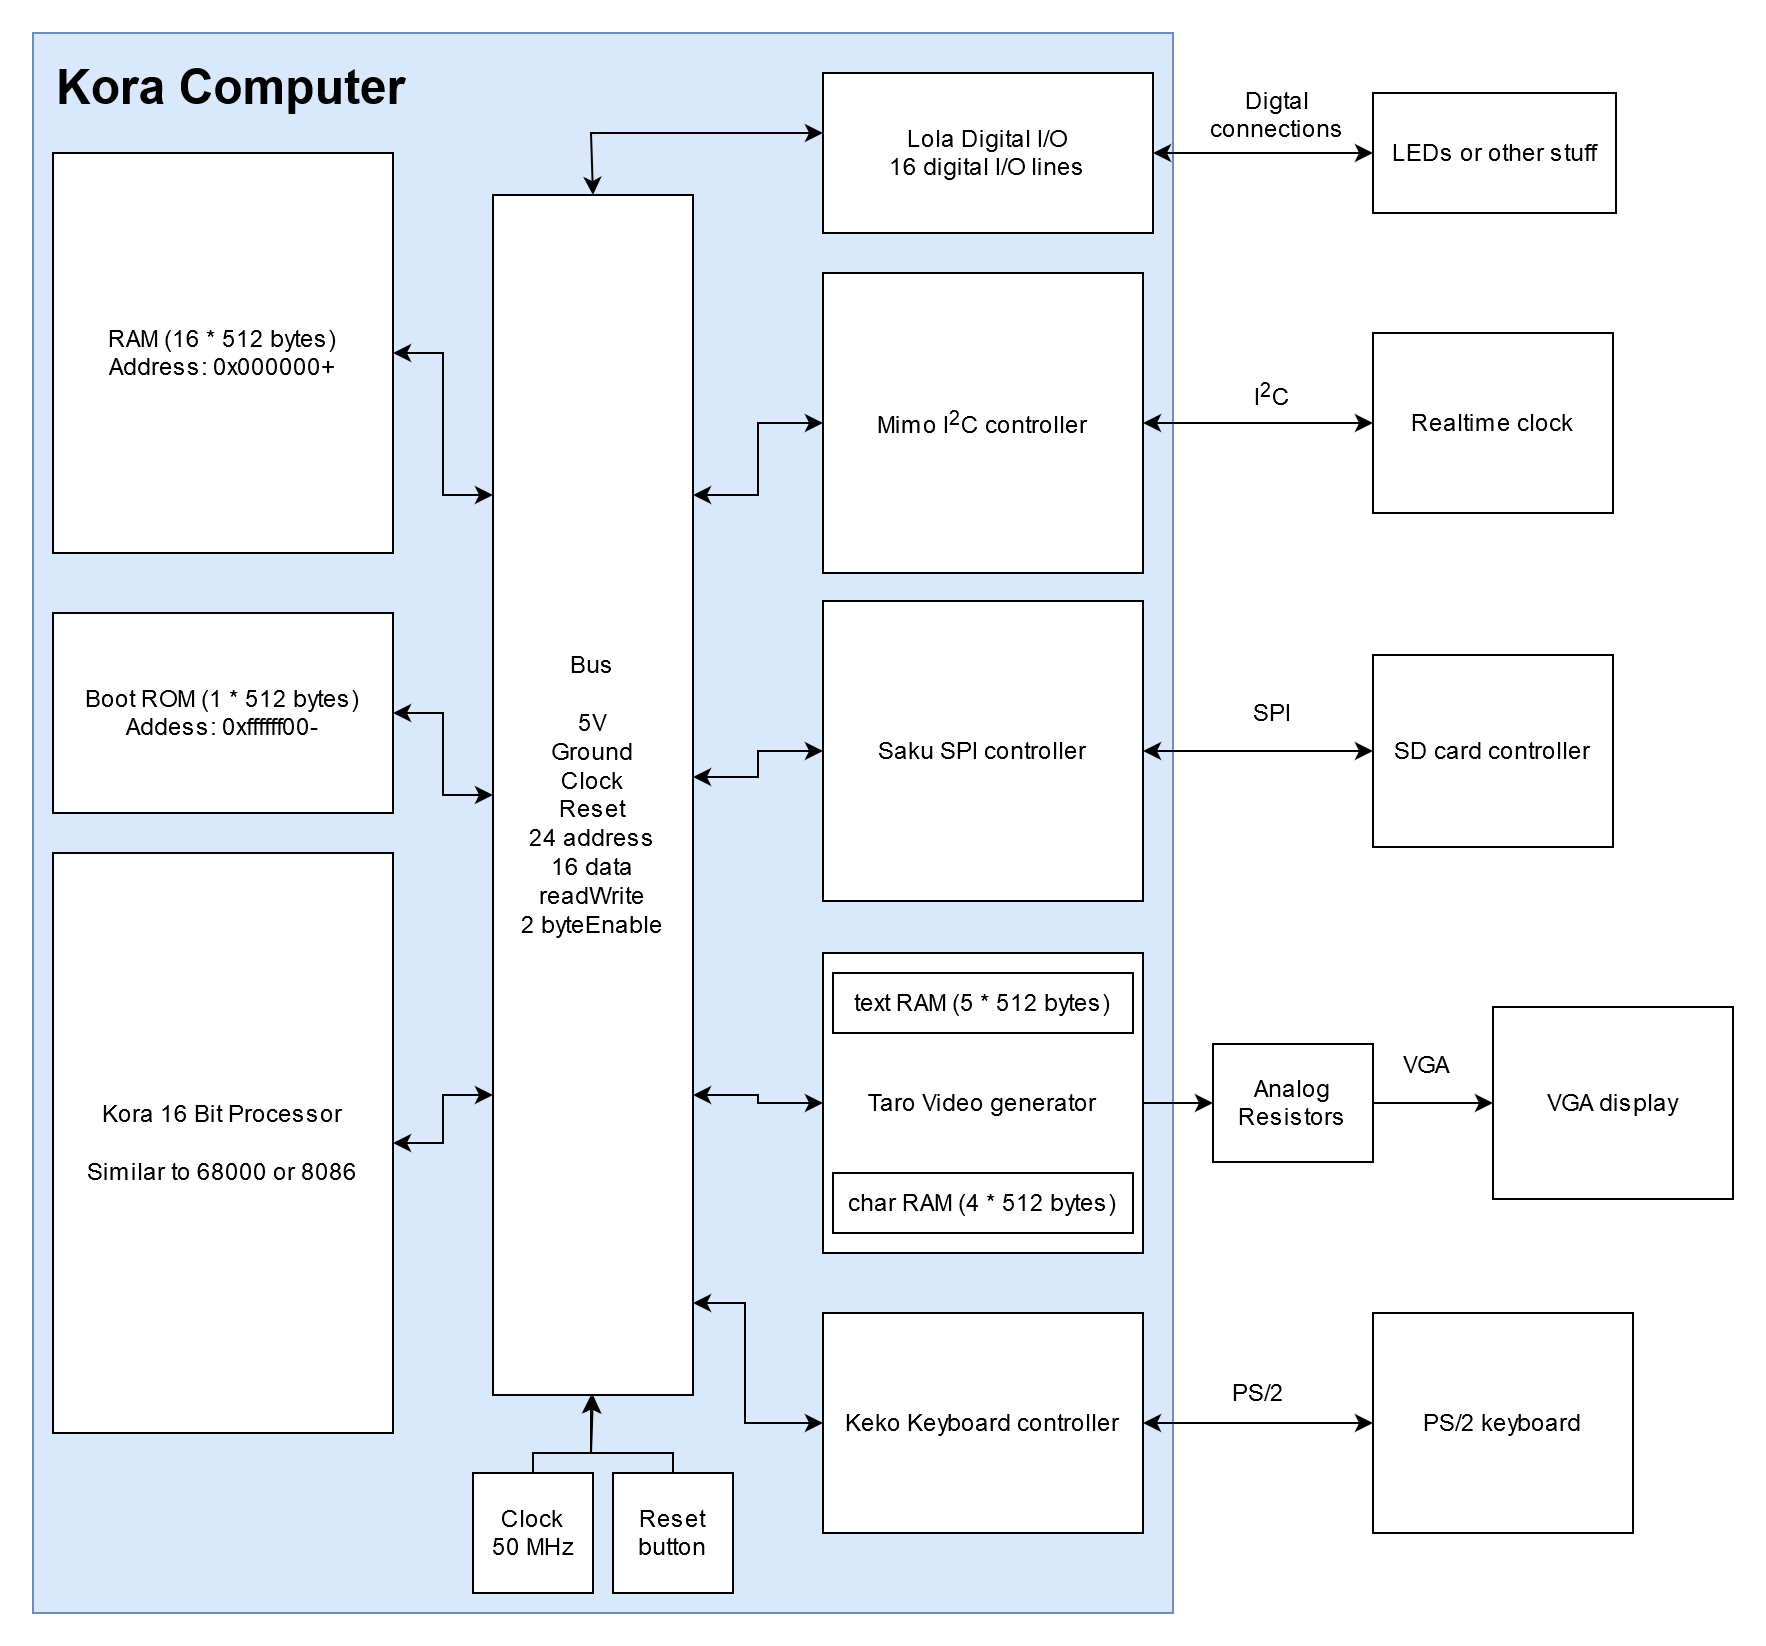 Kora Computer
Lola Digital I/O
16 digital I/O lines
Digtal
connections
LEDs or other stuff
RAM (16 * 512 bytes)
Address: 0x000000+
Mimo I²C controller
I²C
Realtime clock
Boot ROM (1 * 512 bytes)
Addess: 0xffffff00-
Bus
5V
Ground
Clock
Reset
24 address
16 data
readWrite
2 byteEnable
Saku SPI controller
SPI
SD card controller
Kora 16 Bit Processor
Similar to 68000 or 8086
text RAM (5 * 512 bytes)
Taro Video generator
char RAM (4 * 512 bytes)
Analog
Resistors
VGA
VGA display
Keko Keyboard controller
PS/2
PS/2 keyboard
Clock
50 MHz
Reset
button